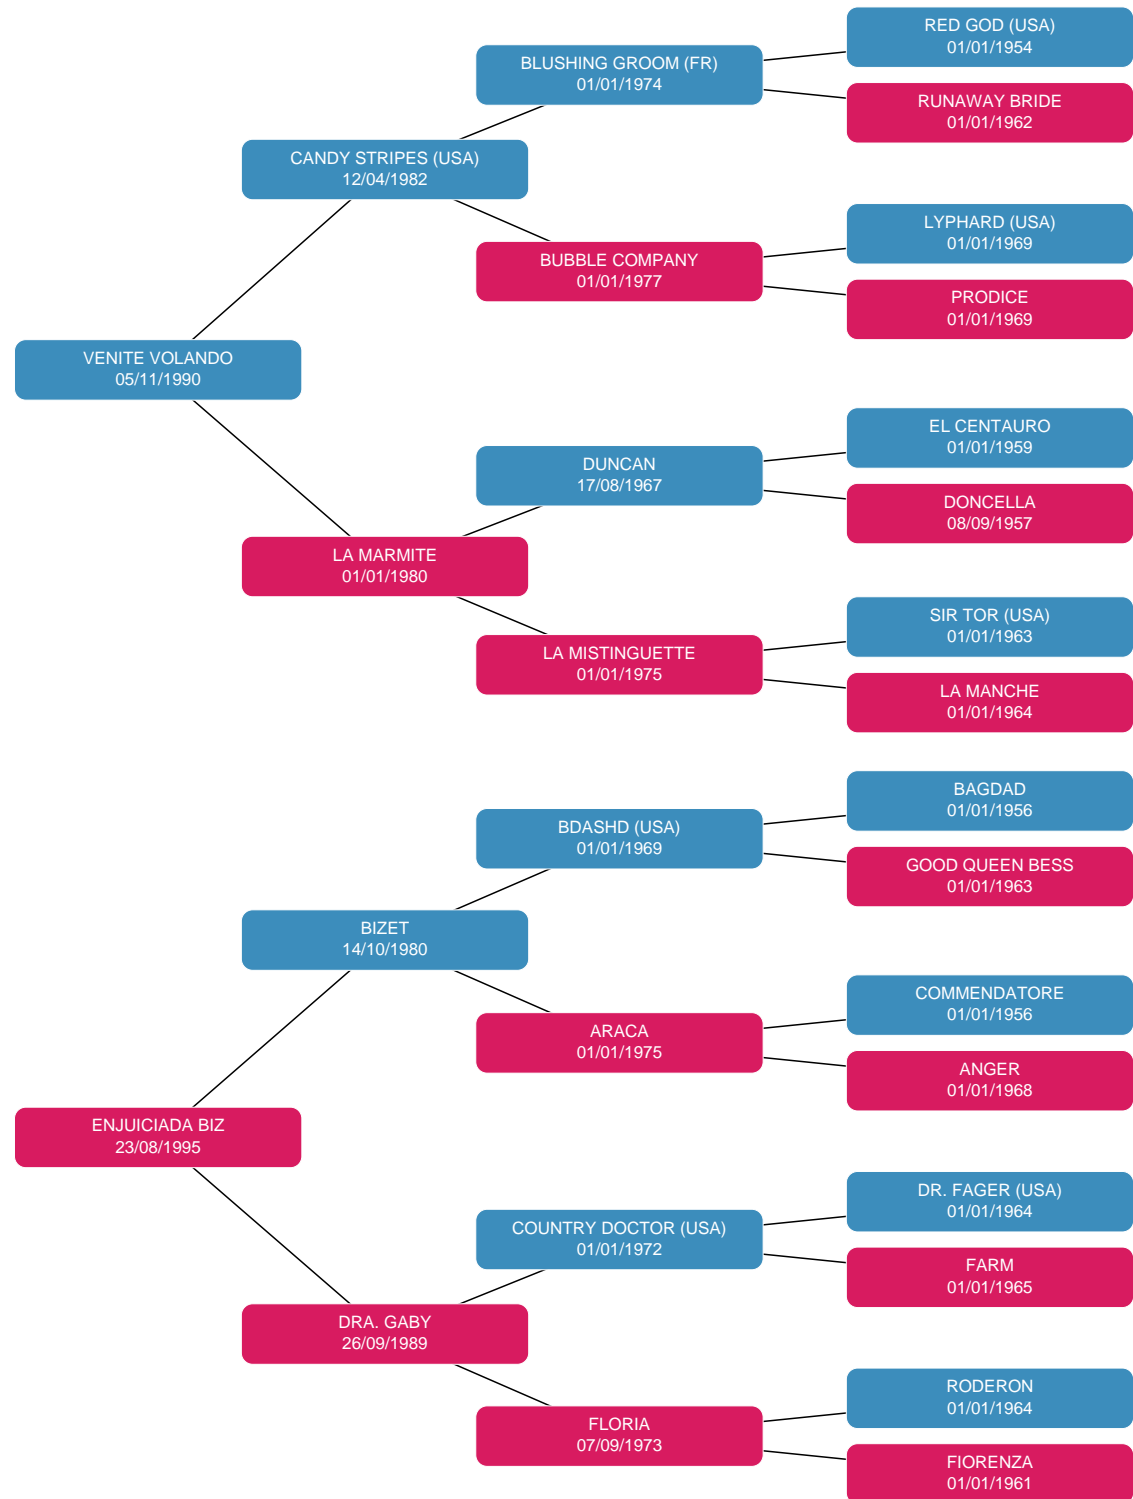 RED GOD (USA)
01/01/1954
BLUSHING GROOM (FR)
01/01/1974
RUNAWAY BRIDE
01/01/1962
CANDY STRIPES (USA)
12/04/1982
LYPHARD (USA)
01/01/1969
BUBBLE COMPANY
01/01/1977
PRODICE
01/01/1969
VENITE VOLANDO
05/11/1990
EL CENTAURO
01/01/1959
DUNCAN
17/08/1967
DONCELLA
08/09/1957
LA MARMITE
01/01/1980
SIR TOR (USA)
01/01/1963
LA MISTINGUETTE
01/01/1975
LA MANCHE
01/01/1964
BAGDAD
01/01/1956
BDASHD (USA)
01/01/1969
GOOD QUEEN BESS
01/01/1963
BIZET
14/10/1980
COMMENDATORE
01/01/1956
ARACA
01/01/1975
ANGER
01/01/1968
ENJUICIADA BIZ
23/08/1995
DR. FAGER (USA)
01/01/1964
COUNTRY DOCTOR (USA)
01/01/1972
FARM
01/01/1965
DRA. GABY
26/09/1989
RODERON
01/01/1964
FLORIA
07/09/1973
FIORENZA
01/01/1961